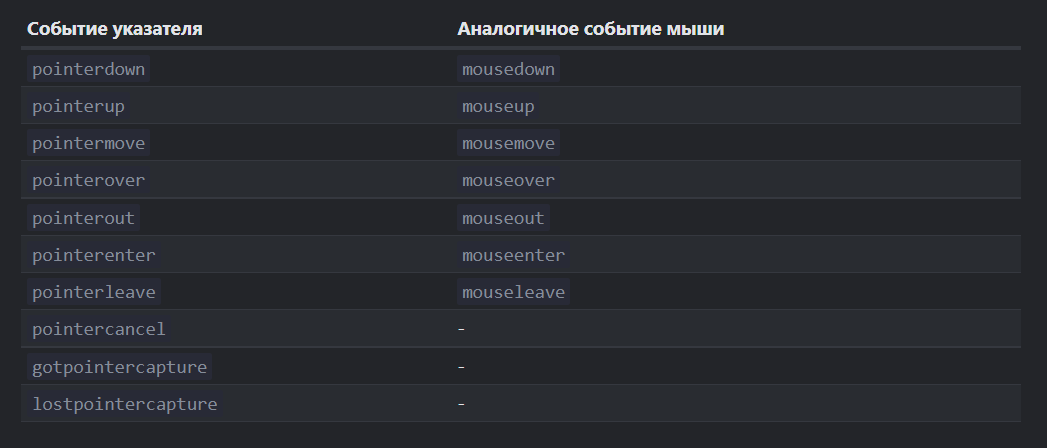 Событие указателя Аналогичное событие мыши
pointerdown mousedown
pointerup mouseup
pointermove mousemove
pointerover mouseover
pointerout mouseout
pointerenter mouseenter
pointerleave mouseleave
pointercancel -
gotpointercapture -
lostpointercapture -